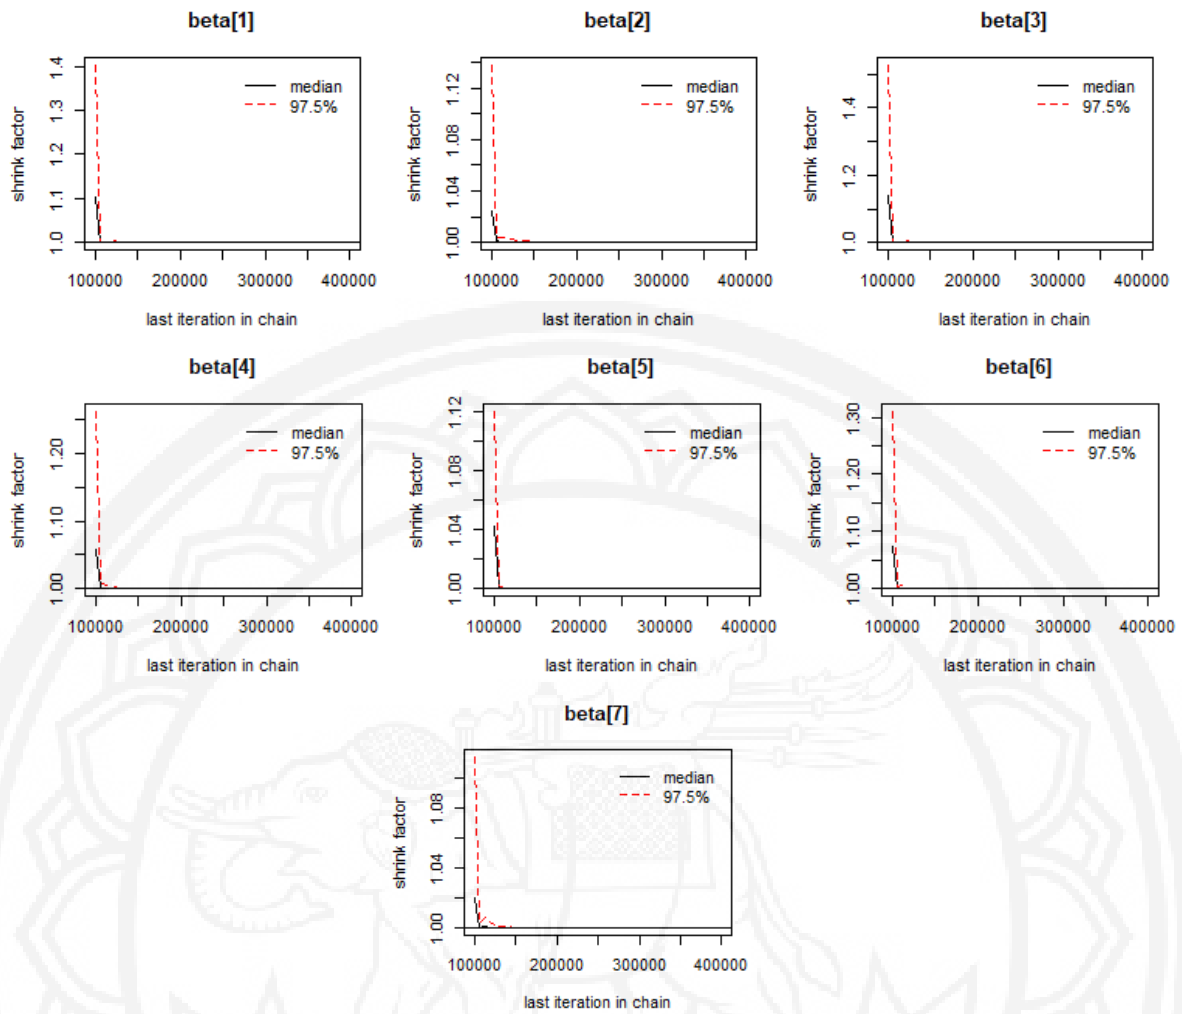 beta[1]
shrink factor
1.0 1.1 1.2 1.3 1.4
median
97.5%
100000 200000 300000 400000
last iteration in chain
beta[2]
shrink factor
1.00 1.04 1.08 1.12
median
97.5%
100000 200000 300000 400000
last iteration in chain
beta[3]
shrink factor
1.0 1.2 1.4
median
97.5%
100000 200000 300000 400000
last iteration in chain
beta[4]
shrink factor
1.00 1.10 1.20
median
97.5%
100000 200000 300000 400000
last iteration in chain
beta[5]
shrink factor
1.00 1.04 1.08 1.12
median
97.5%
100000 200000 300000 400000
last iteration in chain
beta[6]
shrink factor
1.00 1.10 1.20 1.30
median
97.5%
100000 200000 300000 400000
last iteration in chain
beta[7]
shrink factor
1.00 1.04 1.08
median
97.5%
100000 200000 300000 400000
last iteration in chain